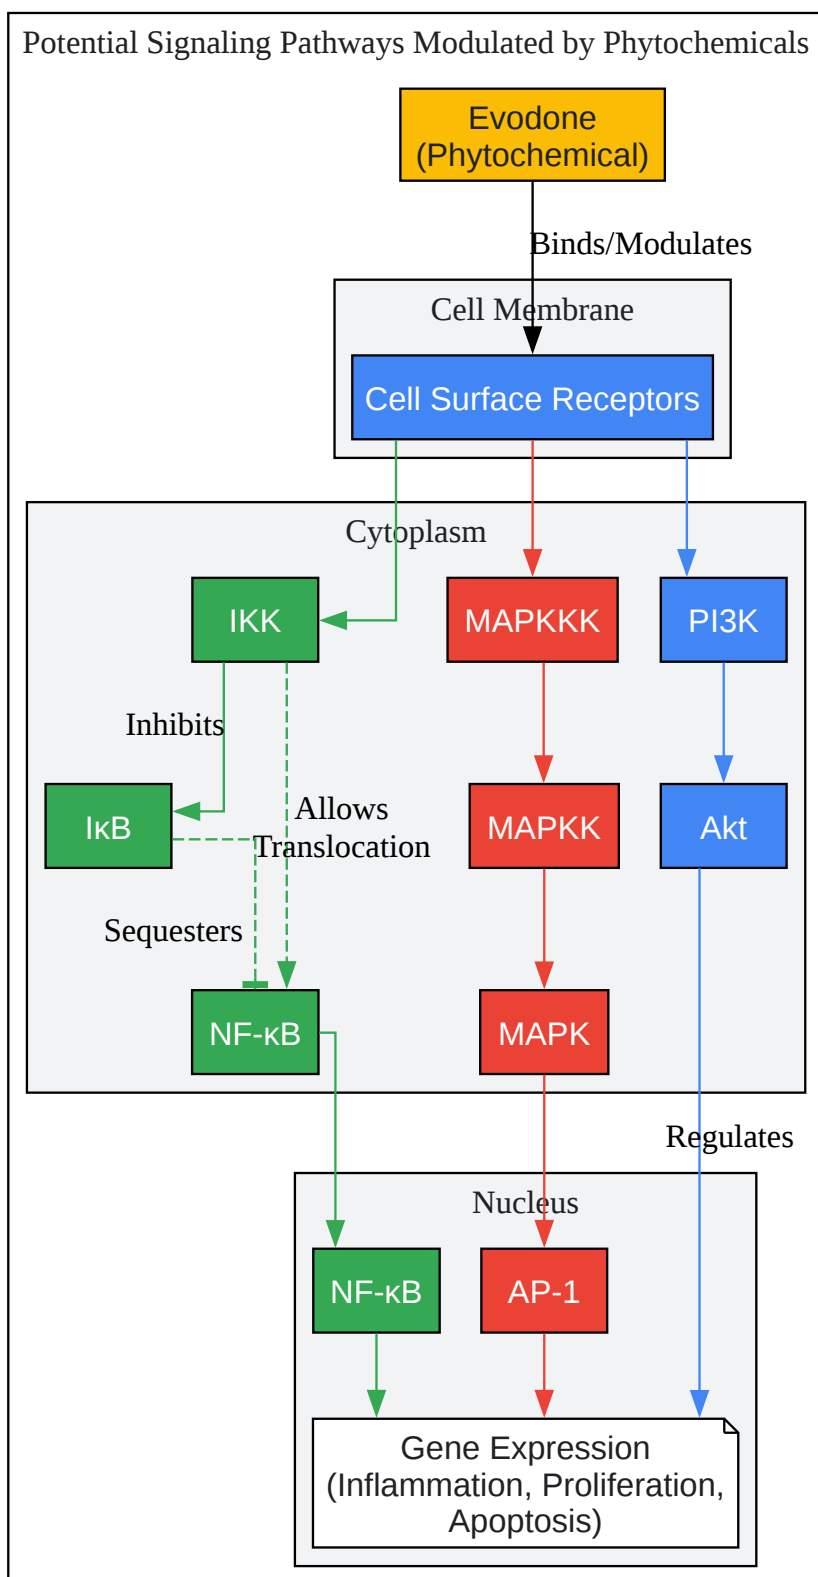 Potential Signaling Pathways Modulated by Phytochemicals
Evodone
(Phytochemical)
Binds/Modulates
Cell Membrane
Cell Surface Receptors
Cytoplasm
IKK
MAPKKK
PI3K
Inhibits
IκB
Allows
Translocation
MAPKK
Akt
Sequesters
NF-κB
MAPK
Regulates
Nucleus
NF-κB
AP-1
Gene Expression
(Inflammation, Proliferation,
Apoptosis)